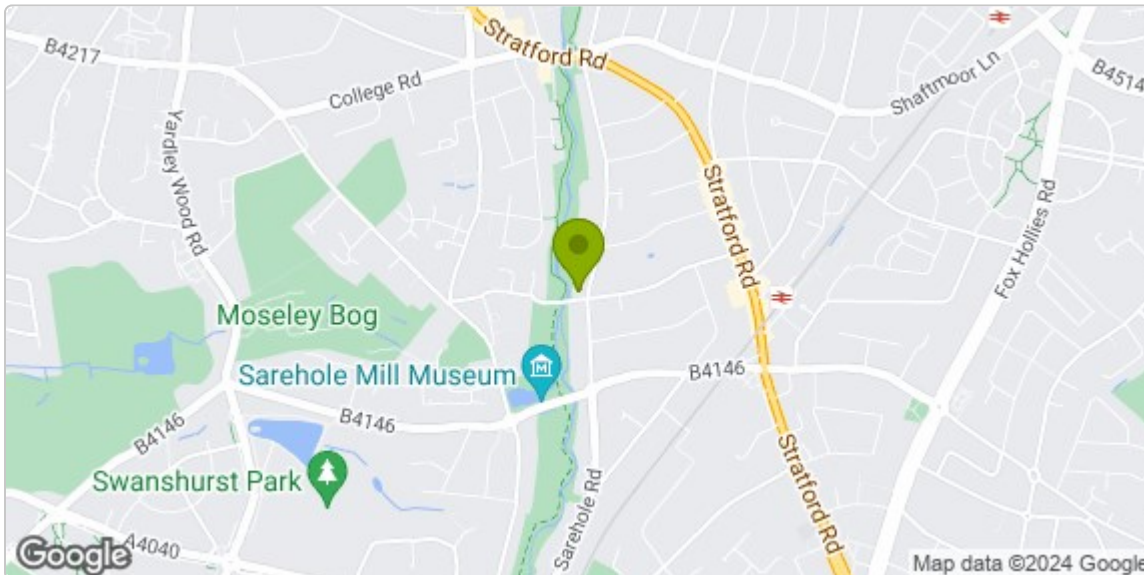 B4217
College Rd
Stratford Rd
Shaftmoor Ln
B4514
Yardley Wood Rd
Stratford Rd
Fox Hollies Rd
Moseley Bog
Sarehole Mill Museum
M
B4146
B4146
B4146
Swanshurst Park
Stratford Rd
Sarehole Rd
A4040
Google
Map data ©2024 Google